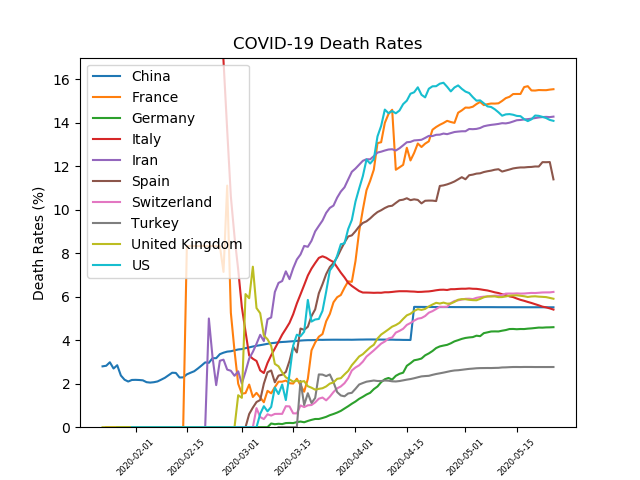 COVID-19 Death Rates
Death Rates (%)
16
14
12
10
8
6
4
2
0
China
France
Germany
Italy
Iran
Spain
Switzerland
Turkey
United Kingdom
US
2020-02-01
2020-02-15
2020-03-01
2020-03-15
2020-04-01
2020-04-15
2020-05-01
2020-05-15